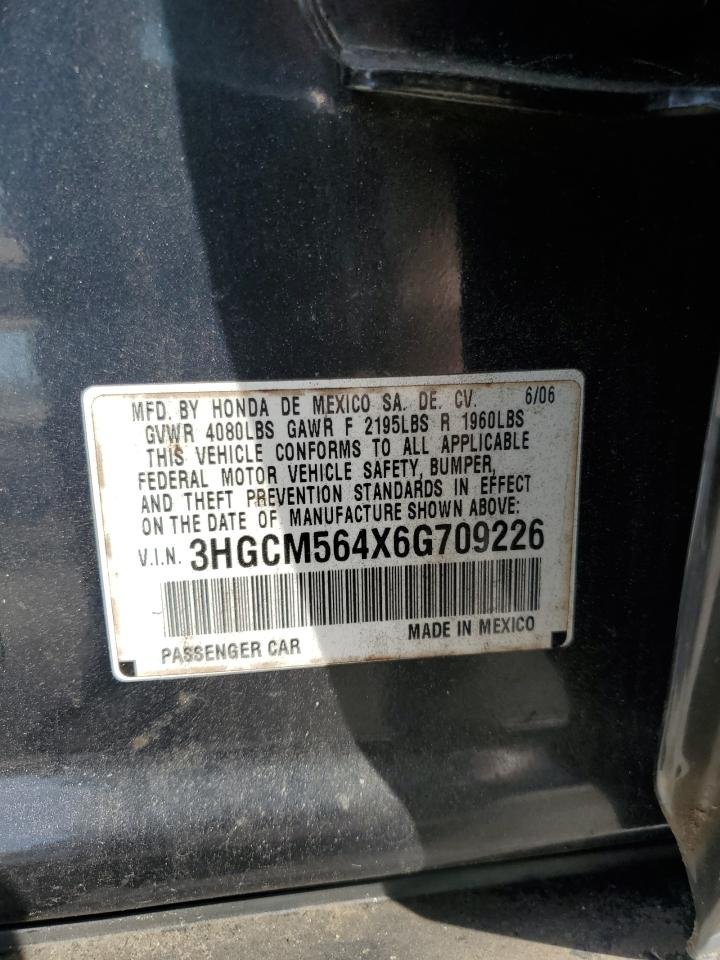 MFD. BY HONDA DE MEXICO SA. DE. CV. 6/06
GVWR 4080LBS GAWR F 2195LBS R 1960LBS
THIS VEHICLE CONFORMS TO ALL APPLICABLE
FEDERAL MOTOR VEHICLE SAFETY, BUMPER,
AND THEFT PREVENTION STANDARDS IN EFFECT
ON THE DATE OF MANUFACTURE SHOWN ABOVE:
V.I.N. 3HGCM564X6G709226
PASSENGER CAR MADE IN MEXICO